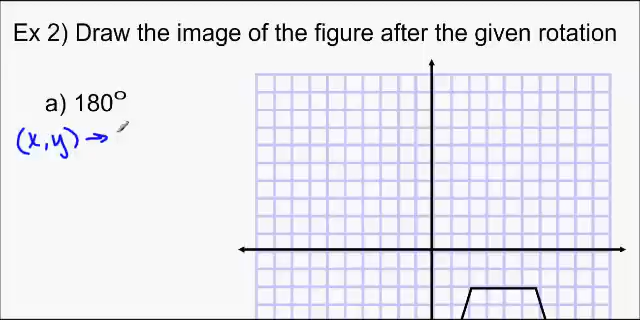 Ex 2) Draw the image of the figure after the given rotation
a) 180°
(x,y) →